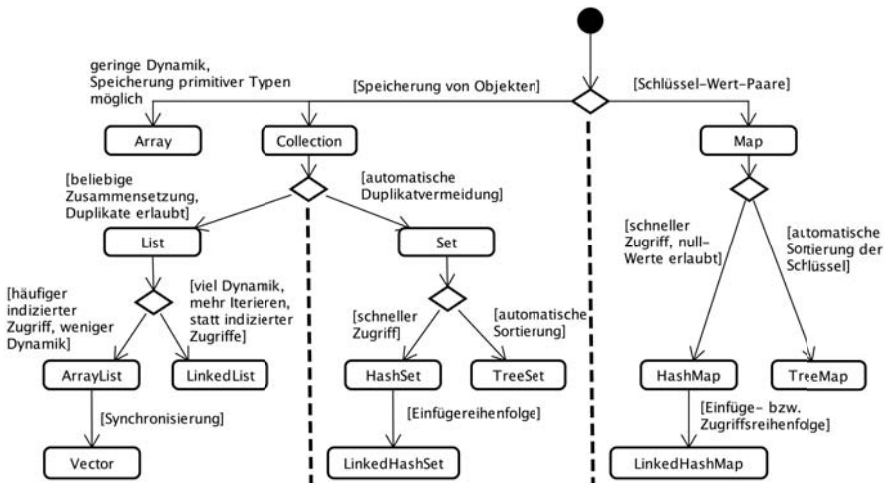 geringe Dynamik,
Speicherung primitiver Typen
möglich
[Speicherung von Objekten]
[Schlüssel-Wert-Paare]
Array
Collection
Map
[beliebige
Zusammensetzung,
Duplikate erlaubt]
[automatische
Duplikatvermeidung]
[schneller
Zugriff, null-
Werte erlaubt]
[automatische
Sortierung der
Schlüssel]
List
Set
[häufiger
indizierter
Zugriff, weniger
Dynamik]
[viel Dynamik,
mehr Iterieren,
statt indizierter
Zugriffe]
[schneller
Zugriff]
[automatische
Sortierung]
ArrayList
LinkedList
HashSet
TreeSet
HashMap
TreeMap
[Synchronisierung]
[Einfügereihenfolge]
[Einfüge- bzw.
Zugriffsreihenfolge]
Vector
LinkedHashSet
LinkedHashMap